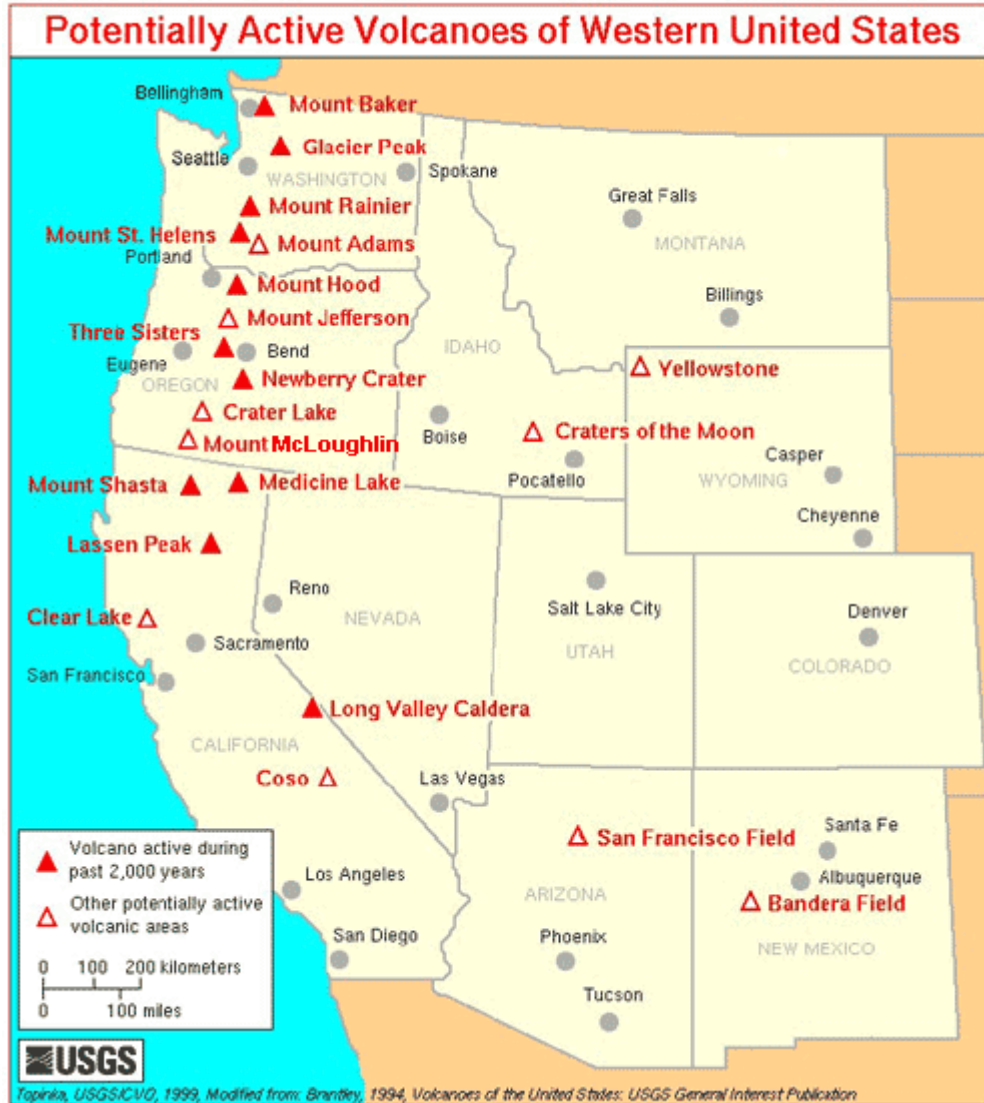 Potentially Active Volcanoes of Western United States
Bellingham
Mount Baker
Glacier Peak
Seattle
WASHINGTON
Spokane
Great Falls
Mount Rainier
Mount St. Helens
Mount Adams
MONTANA
Portland
Mount Hood
Billings
Mount Jefferson
Three Sisters
IDAHO
Bend
Eugene
Yellowstone
OREGON
Newberry Crater
Crater Lake
Boise
Craters of the Moon
Mount McLoughlin
Casper
Mount Shasta
Medicine Lake
Pocatello
WYOMING
Cheyenne
Lassen Peak
Reno
Salt Lake City
Denver
Clear Lake
NEVADA
Sacramento
UTAH
COLORADO
San Francisco
Long Valley Caldera
CALIFORNIA
Coso
Las Vegas
San Francisco Field
Santa Fe
Volcano active during
past 2,000 years
Los Angeles
Albuquerque
ARIZONA
Bandera Field
Other potentially active
volcanic areas
San Diego
Phoenix
NEW MEXICO
0 100 200 kilometers
Tucson
0 100 miles
USGS
Topinka, USGS/CVO, 1999, Modified from: Brantley, 1994, Volcanoes of the United States: USGS General Interest Publication